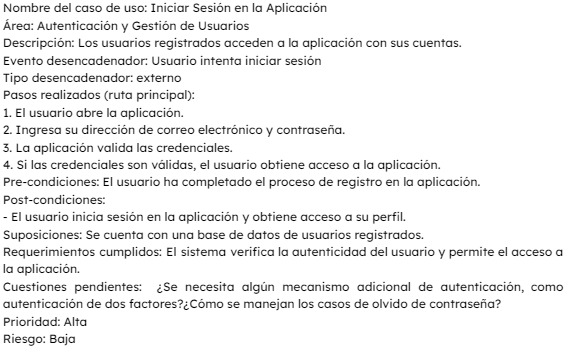 Nombre del caso de uso: Iniciar Sesión en la Aplicación
Área: Autenticación y Gestión de Usuarios
Descripción: Los usuarios registrados acceden a la aplicación con sus cuentas.
Evento desencadenador: Usuario intenta iniciar sesión
Tipo desencadenador: externo
Pasos realizados (ruta principal):
1. El usuario abre la aplicación.
2. Ingresa su dirección de correo electrónico y contraseña.
3. La aplicación valida las credenciales.
4. Si las credenciales son válidas, el usuario obtiene acceso a la aplicación.
Pre-condiciones: El usuario ha completado el proceso de registro en la aplicación.
Post-condiciones:
- El usuario inicia sesión en la aplicación y obtiene acceso a su perfil.
Suposiciones: Se cuenta con una base de datos de usuarios registrados.
Requerimientos cumplidos: El sistema verifica la autenticidad del usuario y permite el acceso a
la aplicación.
Cuestiones pendientes: ¿Se necesita algún mecanismo adicional de autenticación, como
autenticación de dos factores?¿Cómo se manejan los casos de olvido de contraseña?
Prioridad: Alta
Riesgo: Baja